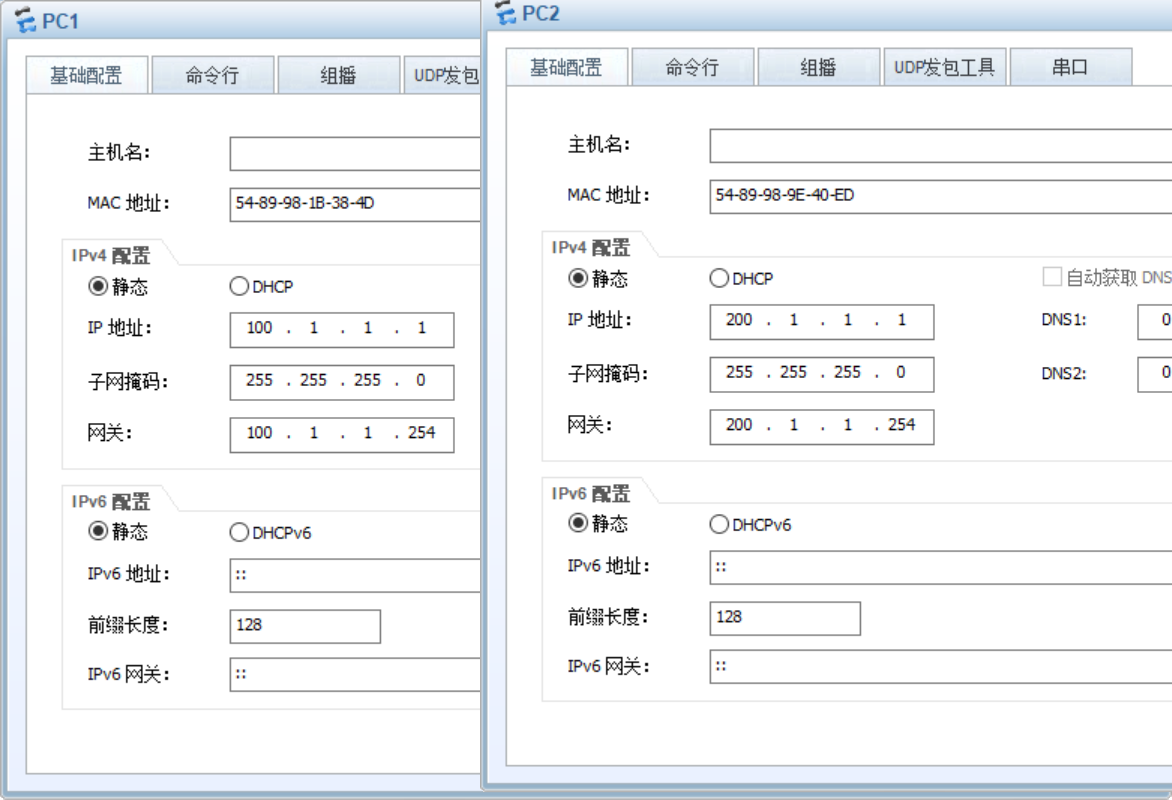 PC1
基础配置 命令行 组播 UDP发包
主机名:
MAC 地址: 54-89-98-1B-38-4D
IPv4 配置
静态 DHCP
IP 地址: 100 . 1 . 1 . 1
子网掩码: 255 . 255 . 255 . 0
网关: 100 . 1 . 1 . 254
IPv6 配置
静态 DHCPv6
IPv6 地址: ::
前缀长度: 128
IPv6 网关: ::
PC2
基础配置 命令行 组播 UDP发包工具 串口
主机名:
MAC 地址: 54-89-98-9E-40-ED
IPv4 配置
静态 DHCP 自动获取 DNS
IP 地址: 200 . 1 . 1 . 1 DNS1: 0
子网掩码: 255 . 255 . 255 . 0 DNS2: 0
网关: 200 . 1 . 1 . 254
IPv6 配置
静态 DHCPv6
IPv6 地址: ::
前缀长度: 128
IPv6 网关: ::